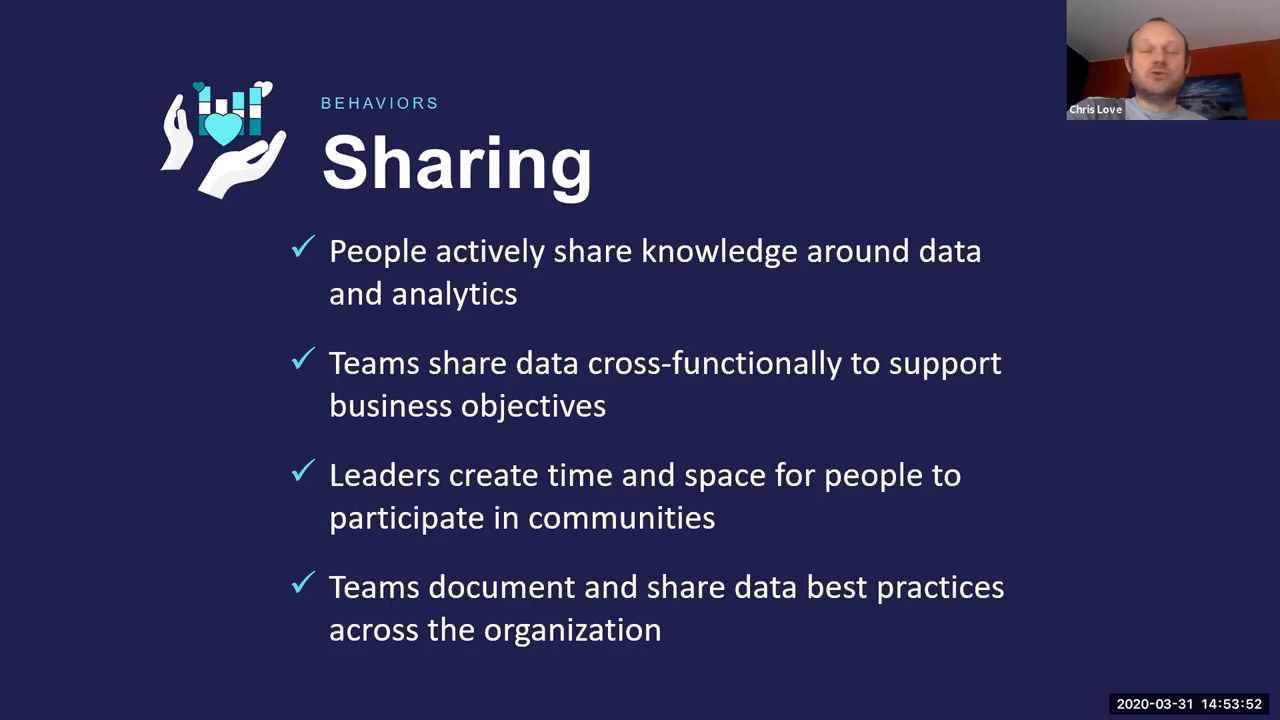 BEHAVIORS
Sharing
Chris Love
✓ People actively share knowledge around data
and analytics
✓ Teams share data cross-functionally to support
business objectives
✓ Leaders create time and space for people to
participate in communities
✓ Teams document and share data best practices
across the organization
2020-03-31 14:53:52